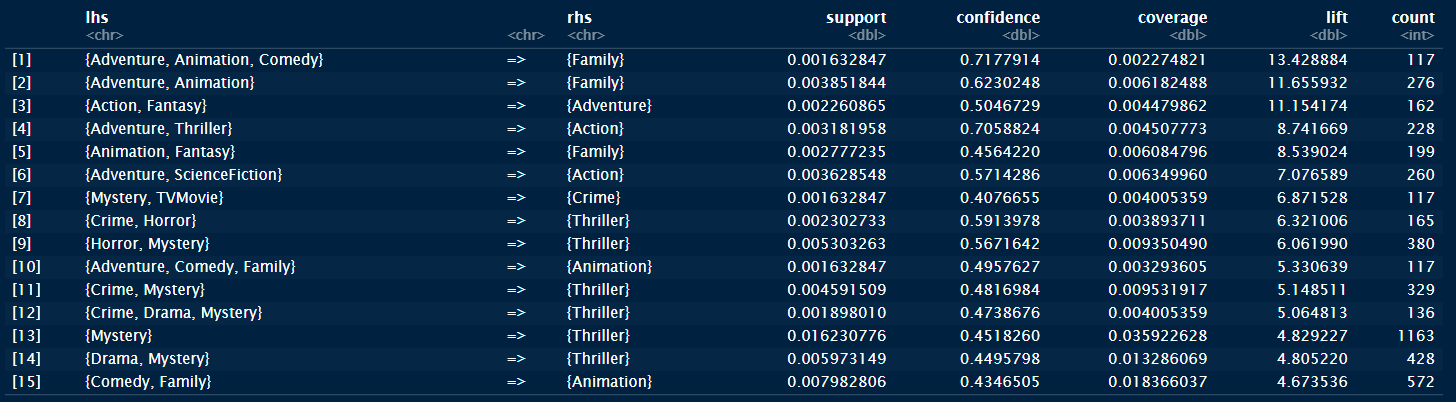 lhs rhs support confidence coverage lift count
<chr> <chr> <chr> <dbl> <dbl> <dbl> <dbl> <int>
[1] {Adventure, Animation, Comedy} => {Family} 0.001632847 0.7177914 0.002274821 13.428884 117
[2] {Adventure, Animation} => {Family} 0.003851844 0.6230248 0.006182488 11.655932 276
[3] {Action, Fantasy} => {Adventure} 0.002260865 0.5046729 0.004479862 11.154174 162
[4] {Adventure, Thriller} => {Action} 0.003181958 0.7058824 0.004507773 8.741669 228
[5] {Animation, Fantasy} => {Family} 0.002777235 0.4564220 0.006084796 8.539024 199
[6] {Adventure, ScienceFiction} => {Action} 0.003628548 0.5714286 0.006349960 7.076589 260
[7] {Mystery, TVMovie} => {Crime} 0.001632847 0.4076655 0.004005359 6.871528 117
[8] {Crime, Horror} => {Thriller} 0.002302733 0.5913978 0.003893711 6.321006 165
[9] {Horror, Mystery} => {Thriller} 0.005303263 0.5671642 0.009350490 6.061990 380
[10] {Adventure, Comedy, Family} => {Animation} 0.001632847 0.4957627 0.003293605 5.330639 117
[11] {Crime, Mystery} => {Thriller} 0.004591509 0.4816984 0.009531917 5.148511 329
[12] {Crime, Drama, Mystery} => {Thriller} 0.001898010 0.4738676 0.004005359 5.064813 136
[13] {Mystery} => {Thriller} 0.016230776 0.4518260 0.035922628 4.829227 1163
[14] {Drama, Mystery} => {Thriller} 0.005973149 0.4495798 0.013286069 4.805220 428
[15] {Comedy, Family} => {Animation} 0.007982806 0.4346505 0.018366037 4.673536 572